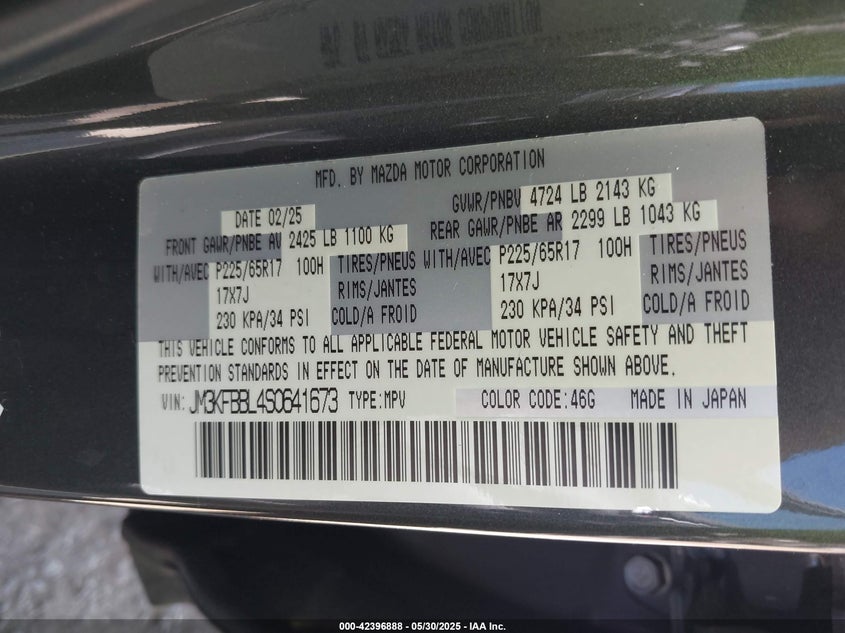 MFD. BY MAZDA MOTOR CORPORATION
DATE 02/25 GVWR/PNBV 4724 LB 2143 KG
FRONT GAWR/PNBE AV 2425 LB 1100 KG REAR GAWR/PNBE AR 2299 LB 1043 KG
WITH/AVEC P225/65R17 100H TIRES/PNEUS WITH/AVEC P225/65R17 100H TIRES/PNEUS
17X7J RIMS/JANTES 17X7J RIMS/JANTES
230 KPA/34 PSI COLD/A FROID 230 KPA/34 PSI COLD/A FROID
THIS VEHICLE CONFORMS TO ALL APPLICABLE FEDERAL MOTOR VEHICLE SAFETY AND THEFT
PREVENTION STANDARDS IN EFFECT ON THE DATE OF MANUFACTURE SHOWN ABOVE.
VIN: JM3KFBBL4S0641673 TYPE:MPV COLOR CODE:46G MADE IN JAPAN
000-42396888 - 05/30/2025 - IAA Inc.